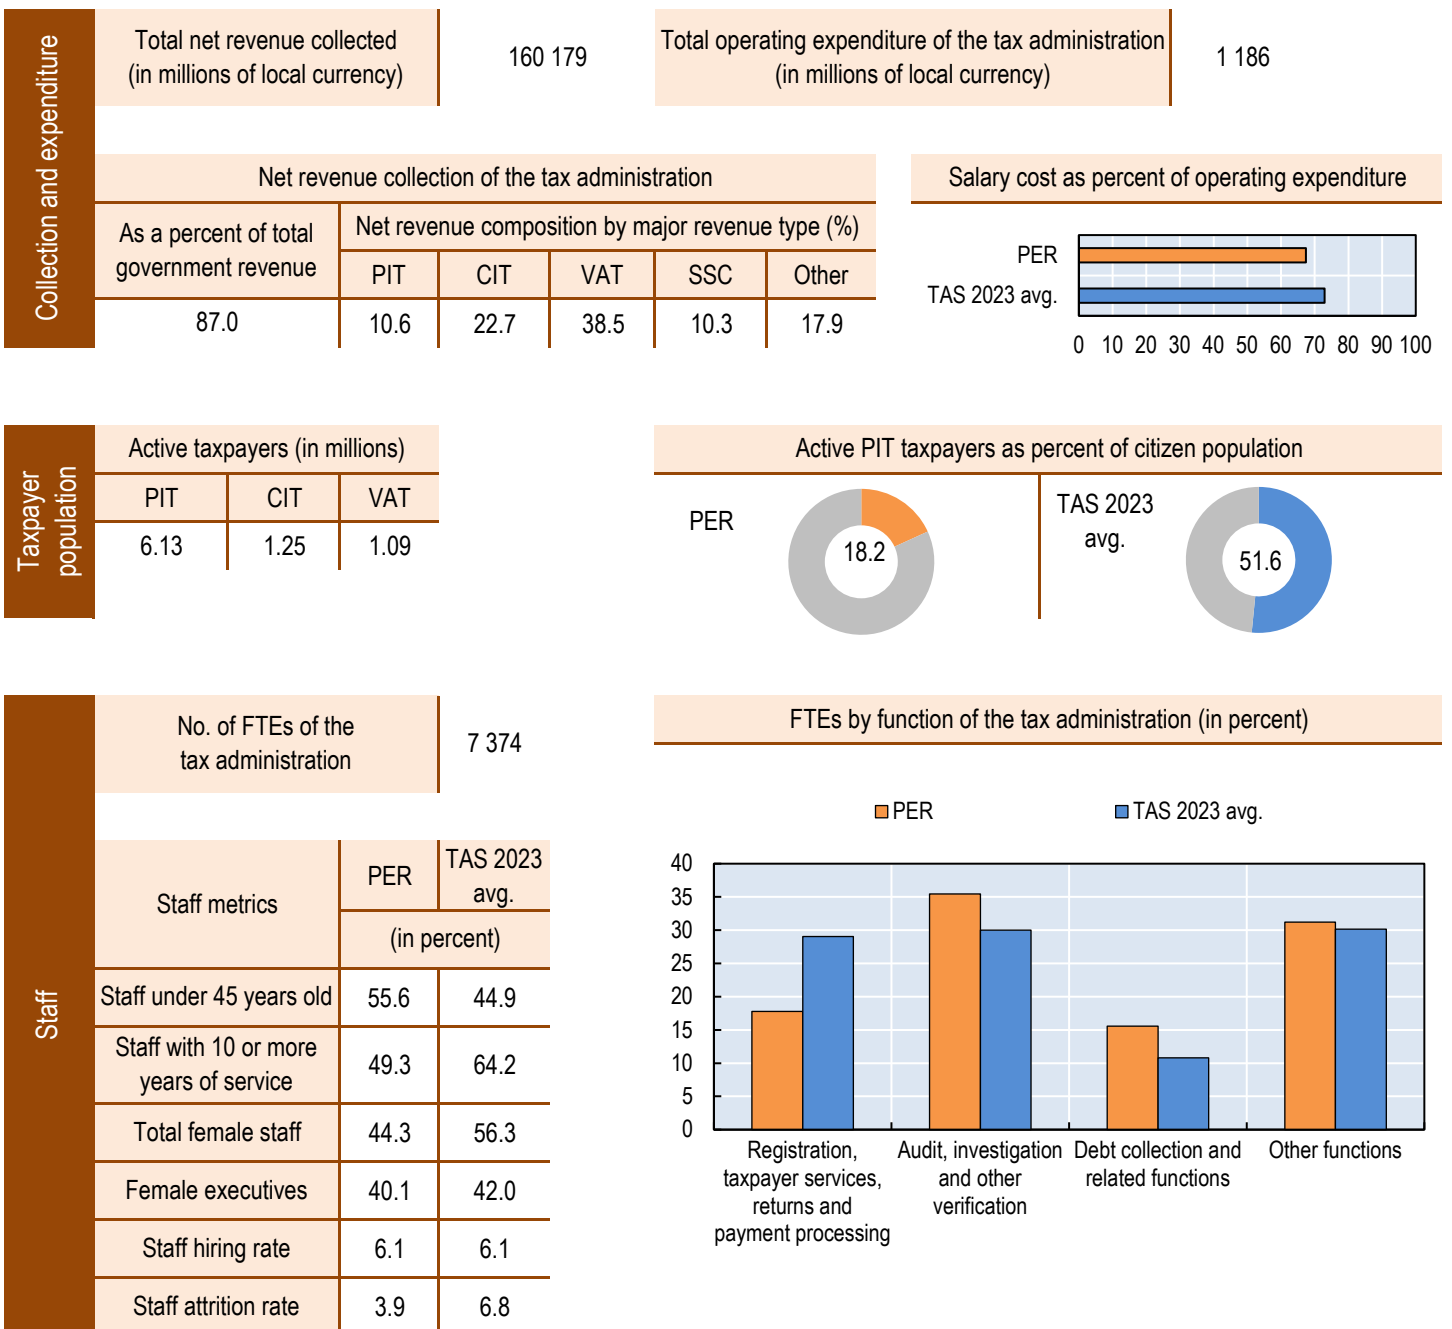 Collection and expenditure
Total net revenue collected
(in millions of local currency)
160 179
Total operating expenditure of the tax administration
(in millions of local currency)
1 186
Net revenue collection of the tax administration
As a percent of total
government revenue
Net revenue composition by major revenue type (%)
PIT
CIT
VAT
SSC
Other
87.0
10.6
22.7
38.5
10.3
17.9
Salary cost as percent of operating expenditure
PER
TAS 2023 avg.
0 10 20 30 40 50 60 70 80 90 100
Taxpayer
population
Active taxpayers (in millions)
PIT
CIT
VAT
6.13
1.25
1.09
Active PIT taxpayers as percent of citizen population
PER
18.2
TAS 2023
avg.
51.6
Staff
No. of FTEs of the
tax administration
7 374
Staff metrics
PER
TAS 2023
avg.
(in percent)
Staff under 45 years old
55.6
44.9
Staff with 10 or more
years of service
49.3
64.2
Total female staff
44.3
56.3
Female executives
40.1
42.0
Staff hiring rate
6.1
6.1
Staff attrition rate
3.9
6.8
FTEs by function of the tax administration (in percent)
PER
TAS 2023 avg.
40
35
30
25
20
15
10
5
0
Registration,
taxpayer services,
returns and
payment processing
Audit, investigation
and other
verification
Debt collection and
related functions
Other functions